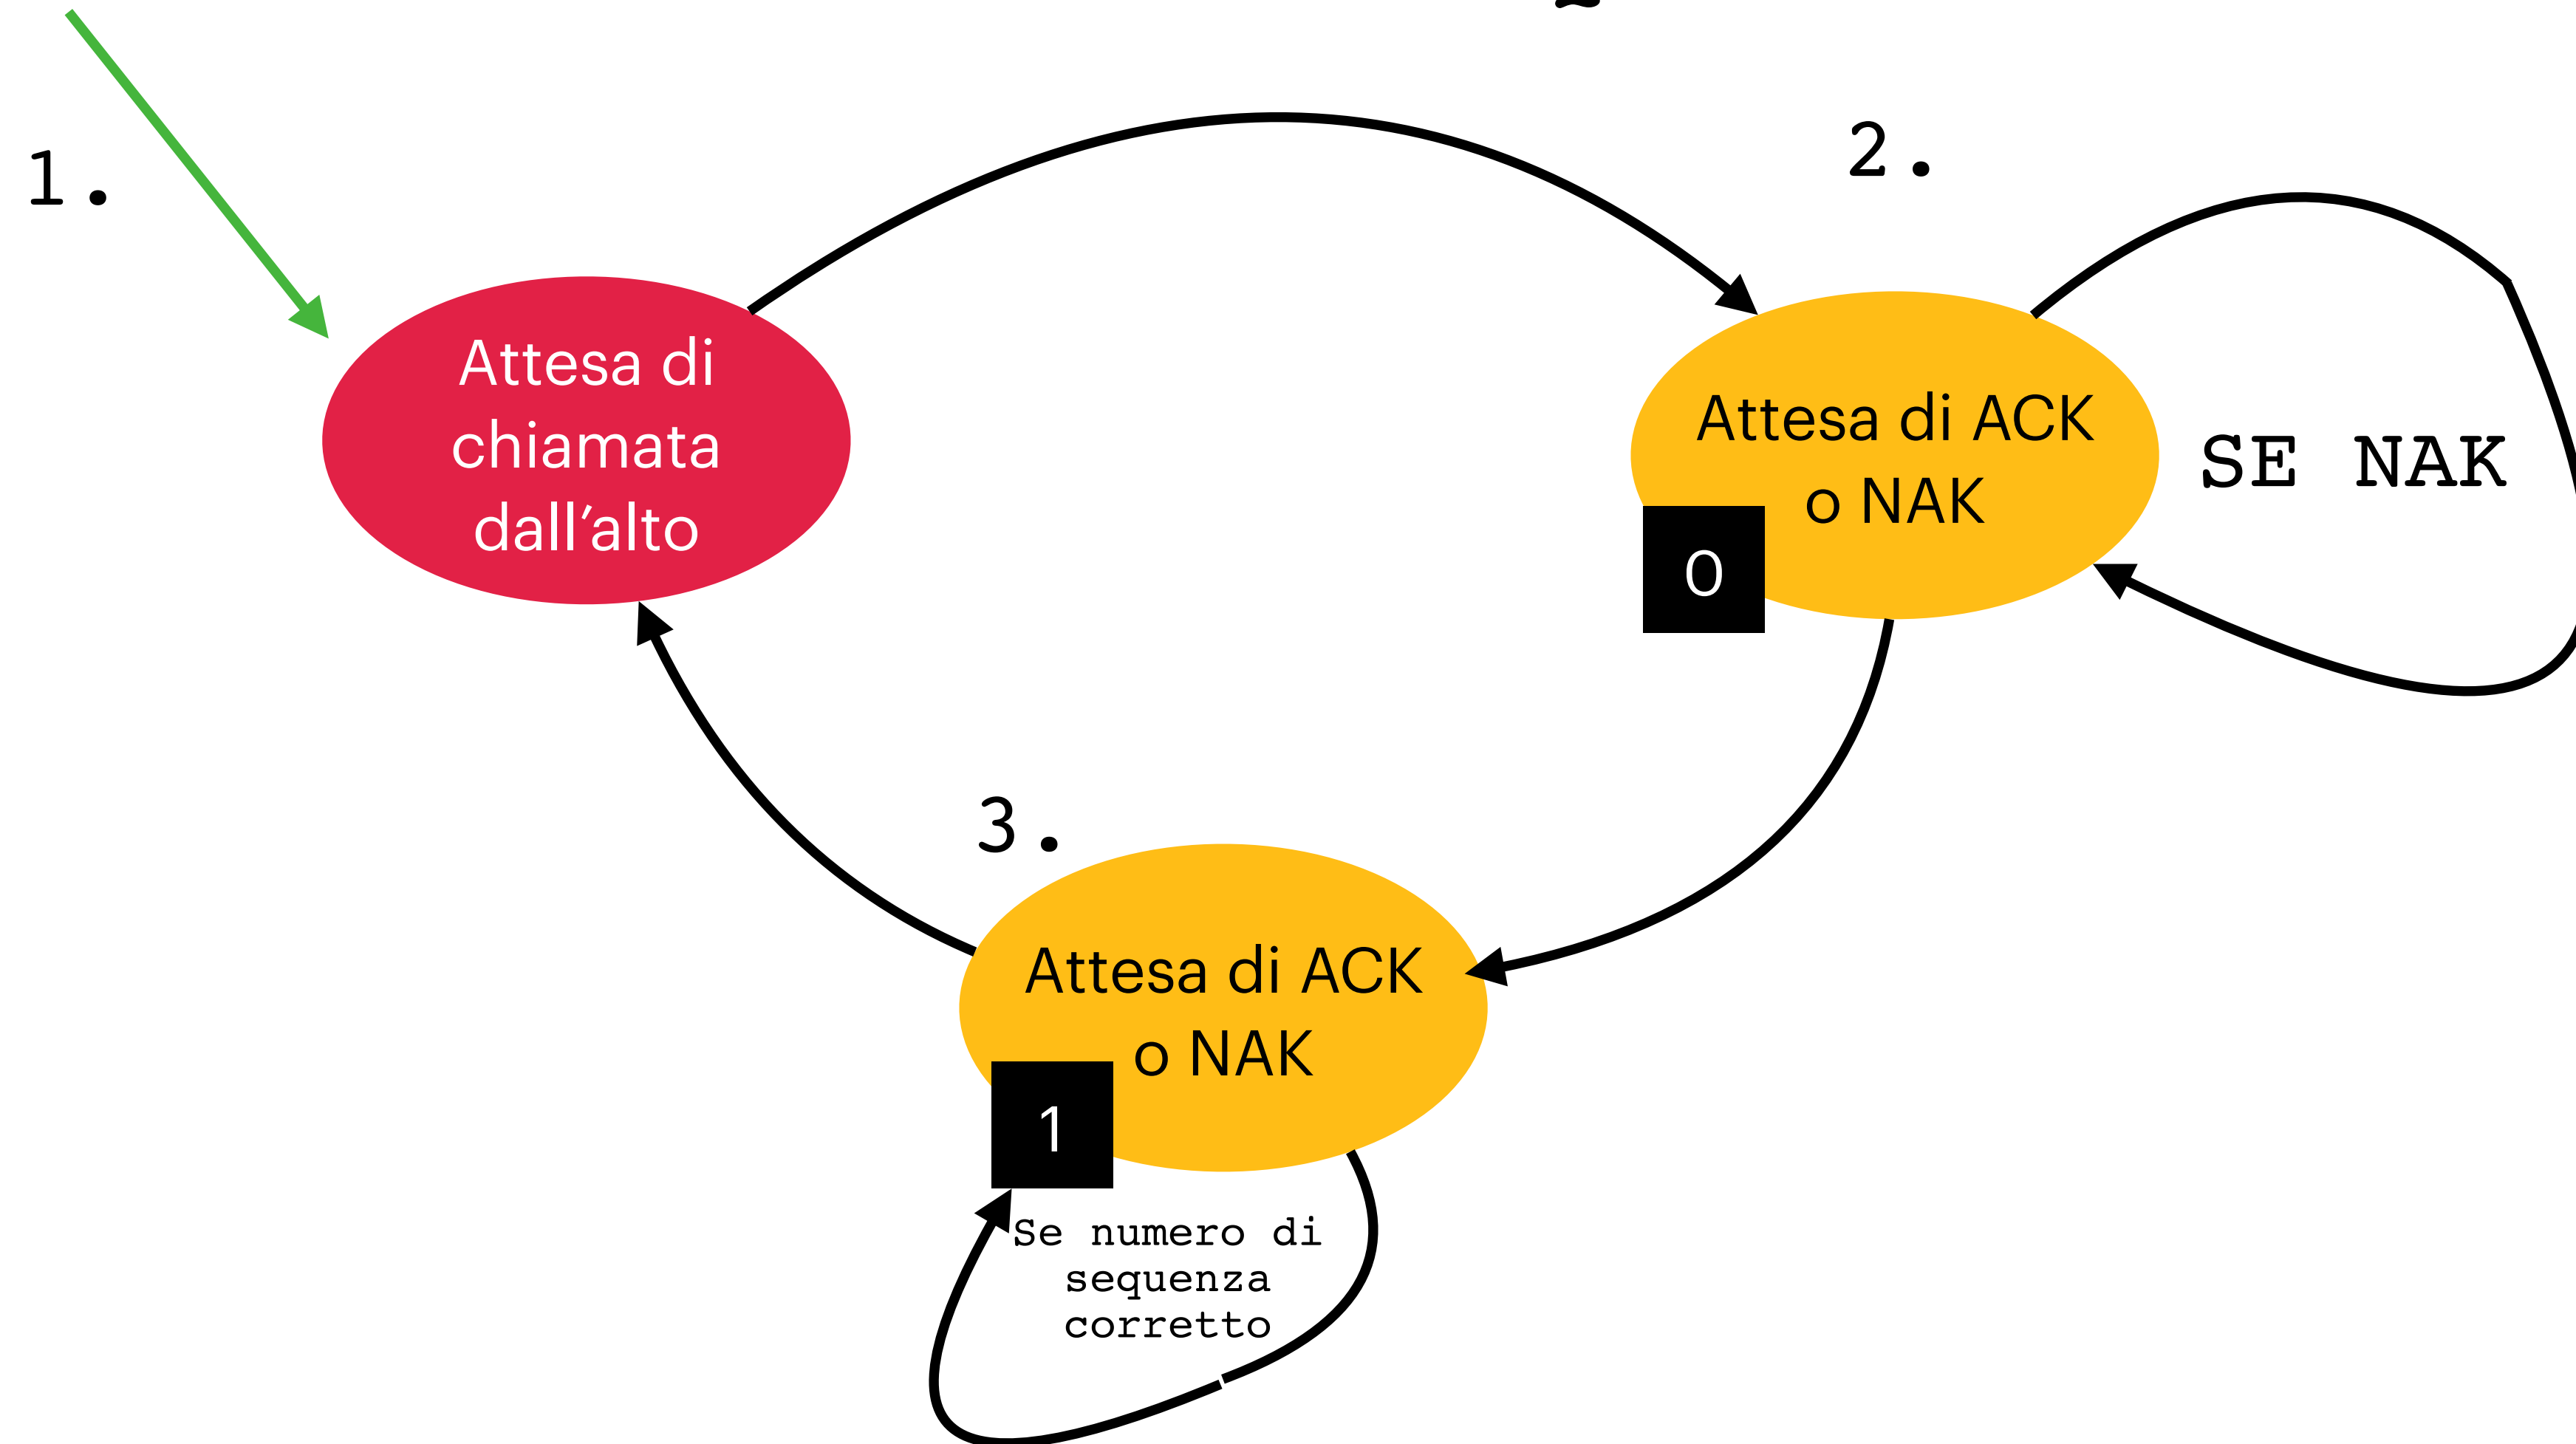 1.
2.
Attesa di
chiamata
dall’alto
Attesa di ACK
o NAK
0
SE NAK
3.
Attesa di ACK
o NAK
1
Se numero di
sequenza
corretto